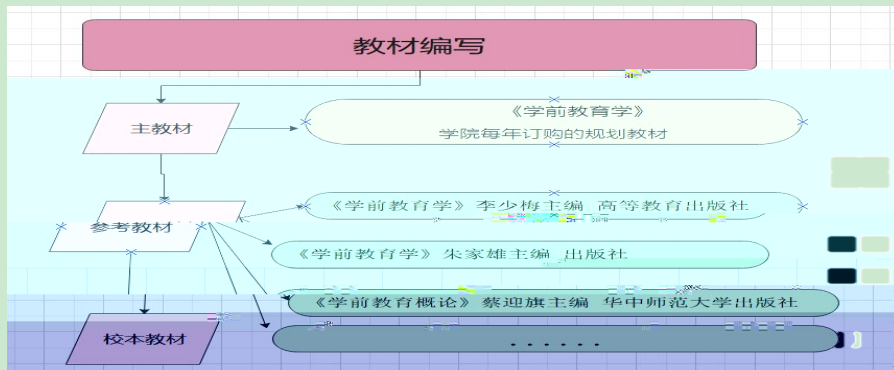 教材编写
主教材
《学前教育学》
学院每年订购的规划教材
参考教材
《学前教育学》李少梅主编 高等教育出版社
《学前教育学》朱家雄主编 出版社
《学前教育概论》蔡迎旗主编 华中师范大学出版社
校本教材
......